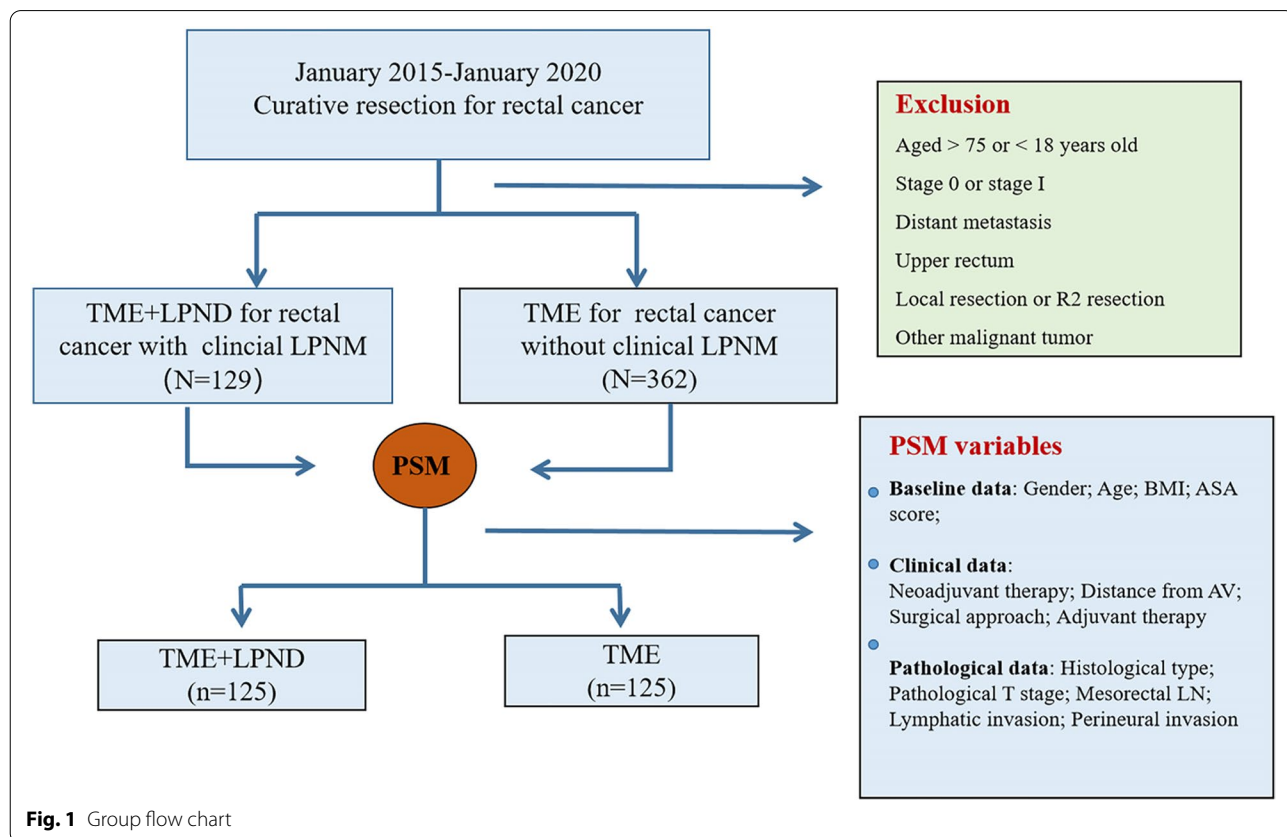 January 2015-January 2020
Curative resection for rectal cancer
Exclusion
Aged > 75 or < 18 years old
Stage 0 or stage I
Distant metastasis
Upper rectum
Local resection or R2 resection
Other malignant tumor
TME+LPND for rectal
cancer with clincial LPNM
(N=129)
TME for rectal cancer
without clinical LPNM
(N=362)
PSM
PSM variables
Baseline data: Gender; Age; BMI; ASA
score;
Clinical data:
Neoadjuvant therapy; Distance from AV;
Surgical approach; Adjuvant therapy
Pathological data: Histological type;
Pathological T stage; Mesorectal LN;
Lymphatic invasion; Perineural invasion
TME+LPND
(n=125)
TME
(n=125)
Fig. 1 Group flow chart